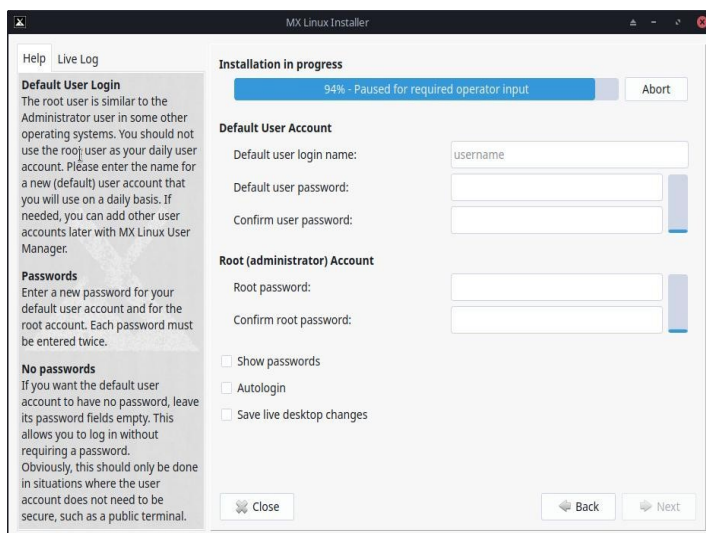 MX Linux Installer
Help
Live Log
Default User Login
The root user is similar to the
Administrator user in some other
operating systems. You should not
use the root user as your daily user
account. Please enter the name for
a new (default) user account that
you will use on a daily basis. If
needed, you can add other user
accounts later with MX Linux User
Manager.
Passwords
Enter a new password for your
default user account and for the
root account. Each password must
be entered twice.
No passwords
If you want the default user
account to have no password, leave
its password fields empty. This
allows you to log in without
requiring a password.
Obviously, this should only be done
in situations where the user
account does not need to be
secure, such as a public terminal.
Installation in progress
94% - Paused for required operator input
Abort
Default User Account
Default user login name:
username
Default user password:
Confirm user password:
Root (administrator) Account
Root password:
Confirm root password:
Show passwords
Autologin
Save live desktop changes
Close
Back
Next